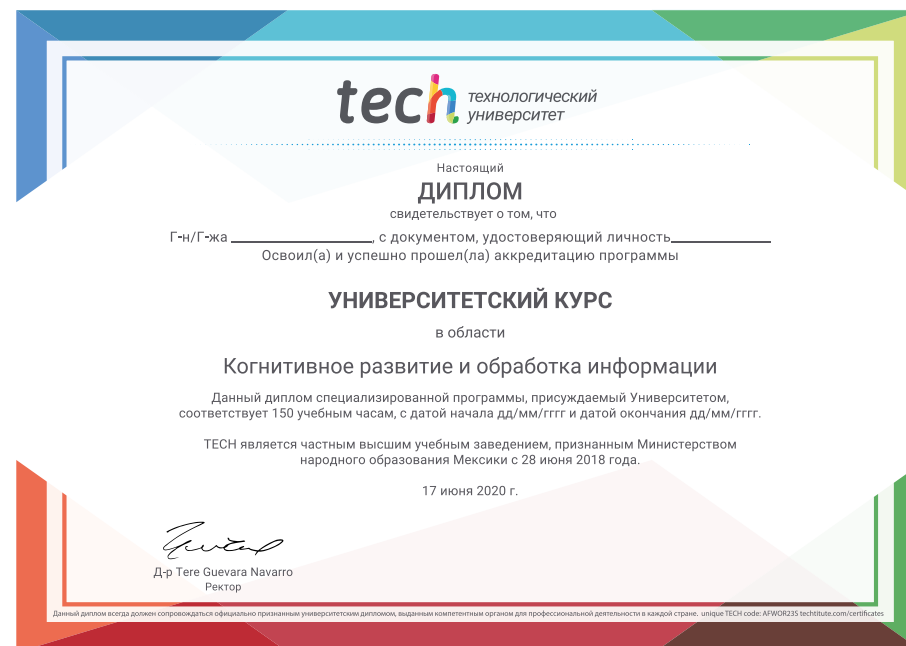 tech технологический
университет
Настоящий
ДИПЛОМ
свидетельствует о том, что
Г-н/Г-жа ________________, с документом, удостоверяющий личность____________
Освоил(а) и успешно прошел(ла) аккредитацию программы
УНИВЕРСИТЕТСКИЙ КУРС
в области
Когнитивное развитие и обработка информации
Данный диплом специализированной программы, присуждаемый Университетом,
соответствует 150 учебным часам, с датой начала дд/мм/гггг и датой окончания дд/мм/гггг.
TECH является частным высшим учебным заведением, признанным Министерством
народного образования Мексики с 28 июня 2018 года.
17 июня 2020 г.
Д-р Tere Guevara Navarro
Ректор
Данный диплом всегда должен сопровождаться официально признанным университетским дипломом, выданным компетентным органом для профессиональной деятельности в каждой стране. unique TECH code: AFWOR23S techtitute.com/certificates